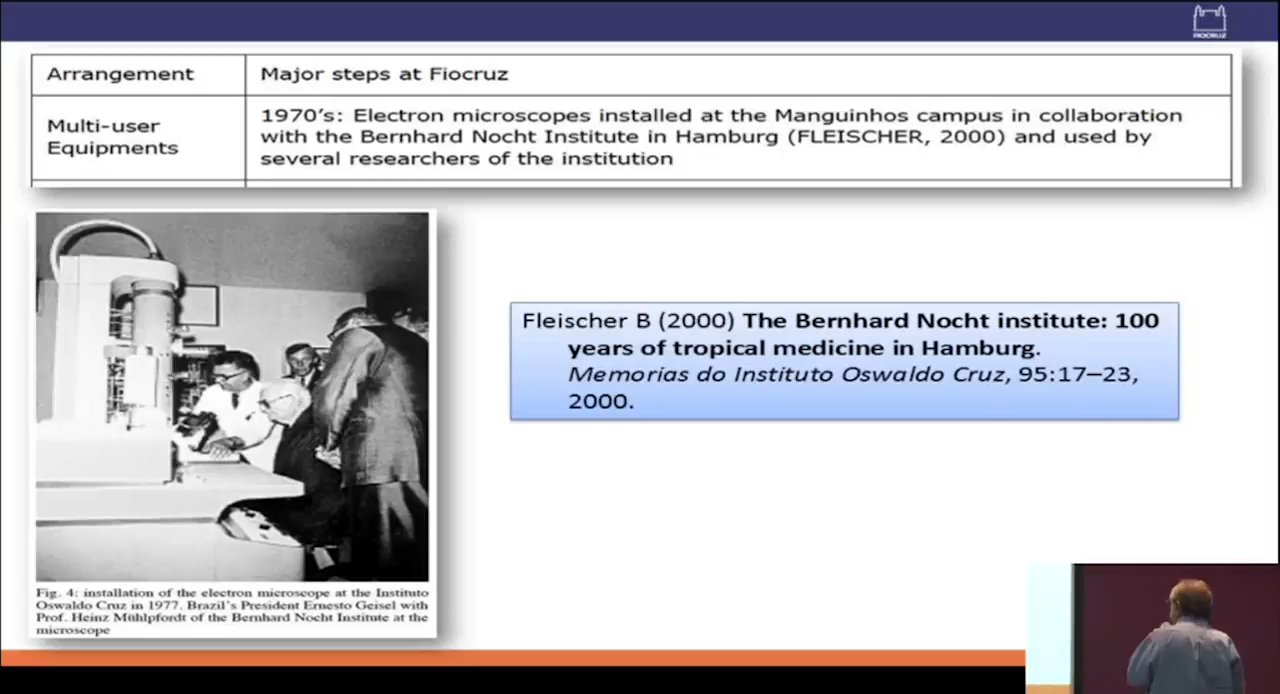 FIOCRUZ
Arrangement
Major steps at Fiocruz
Multi-user
Equipments
1970's: Electron microscopes installed at the Manguinhos campus in collaboration
with the Bernhard Nocht Institute in Hamburg (FLEISCHER, 2000) and used by
several researchers of the institution
Fleischer B (2000) The Bernhard Nocht institute: 100
years of tropical medicine in Hamburg.
Memorias do Instituto Oswaldo Cruz, 95:17–23,
2000.
Fig. 4: installation of the electron microscope at the Instituto
Oswaldo Cruz in 1977. Brazil's President Ernesto Geisel with
Prof. Heinz Mühlpfordt of the Bernhard Nocht Institute at the
microscope